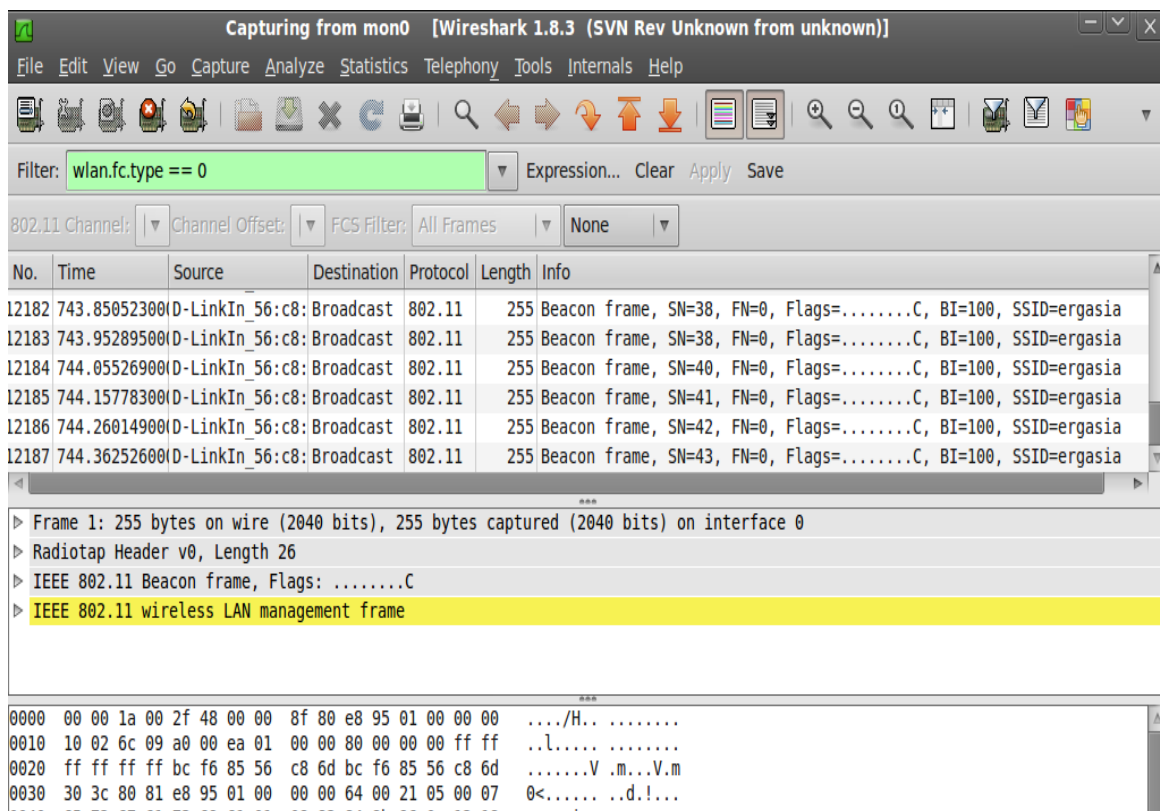 Capturing from mon0 [Wireshark 1.8.3 (SVN Rev Unknown from unknown)]
File Edit View Go Capture Analyze Statistics Telephony Tools Internals Help
Filter: wlan.fc.type == 0 Expression... Clear Apply Save
802.11 Channel: Channel Offset: FCS Filter: All Frames None
No. Time Source Destination Protocol Length Info
12182 743.850523000 D-LinkIn_56:c8: Broadcast 802.11 255 Beacon frame, SN=38, FN=0, Flags=........C, BI=100, SSID=ergasia
12183 743.952895000 D-LinkIn_56:c8: Broadcast 802.11 255 Beacon frame, SN=38, FN=0, Flags=........C, BI=100, SSID=ergasia
12184 744.055269000 D-LinkIn_56:c8: Broadcast 802.11 255 Beacon frame, SN=40, FN=0, Flags=........C, BI=100, SSID=ergasia
12185 744.157783000 D-LinkIn_56:c8: Broadcast 802.11 255 Beacon frame, SN=41, FN=0, Flags=........C, BI=100, SSID=ergasia
12186 744.260149000 D-LinkIn_56:c8: Broadcast 802.11 255 Beacon frame, SN=42, FN=0, Flags=........C, BI=100, SSID=ergasia
12187 744.362526000 D-LinkIn_56:c8: Broadcast 802.11 255 Beacon frame, SN=43, FN=0, Flags=........C, BI=100, SSID=ergasia
Frame 1: 255 bytes on wire (2040 bits), 255 bytes captured (2040 bits) on interface 0
Radiotap Header v0, Length 26
IEEE 802.11 Beacon frame, Flags: ........C
IEEE 802.11 wireless LAN management frame
0000 00 00 1a 00 2f 48 00 00 8f 80 e8 95 01 00 00 00 ..../H.. ........
0010 10 02 6c 09 a0 00 ea 01 00 00 80 00 00 00 ff ff ..l..... ........
0020 ff ff ff ff bc f6 85 56 c8 6d bc f6 85 56 c8 6d .......V .m...V.m
0030 30 3c 80 81 e8 95 01 00 00 00 64 00 21 05 00 07 0<...... ..d.!...